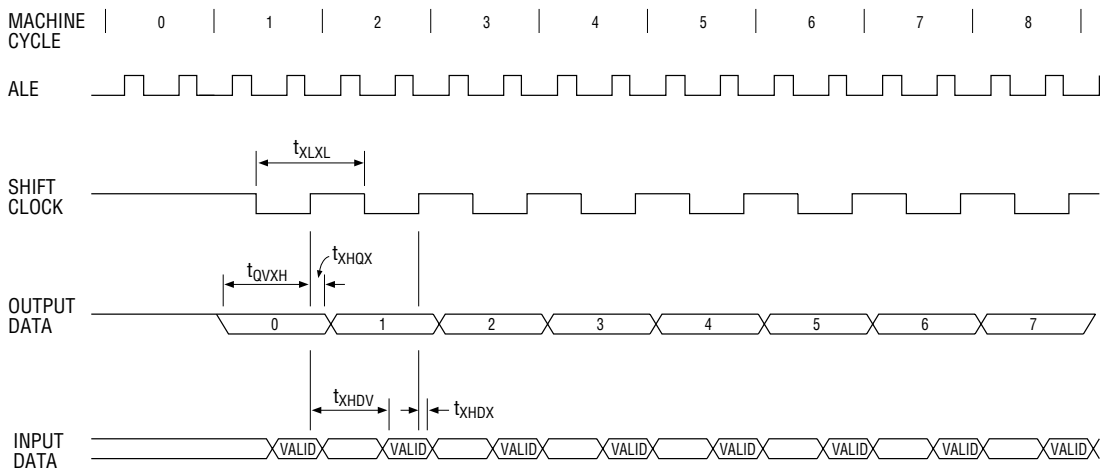 MACHINE CYCLE 0 1 2 3 4 5 6 7 8
ALE
tXLXL
SHIFT CLOCK
tXHQX
tQVXH
OUTPUT DATA 0 1 2 3 4 5 6 7
tXHDV tXHDX
INPUT DATA VALID VALID VALID VALID VALID VALID VALID VALID